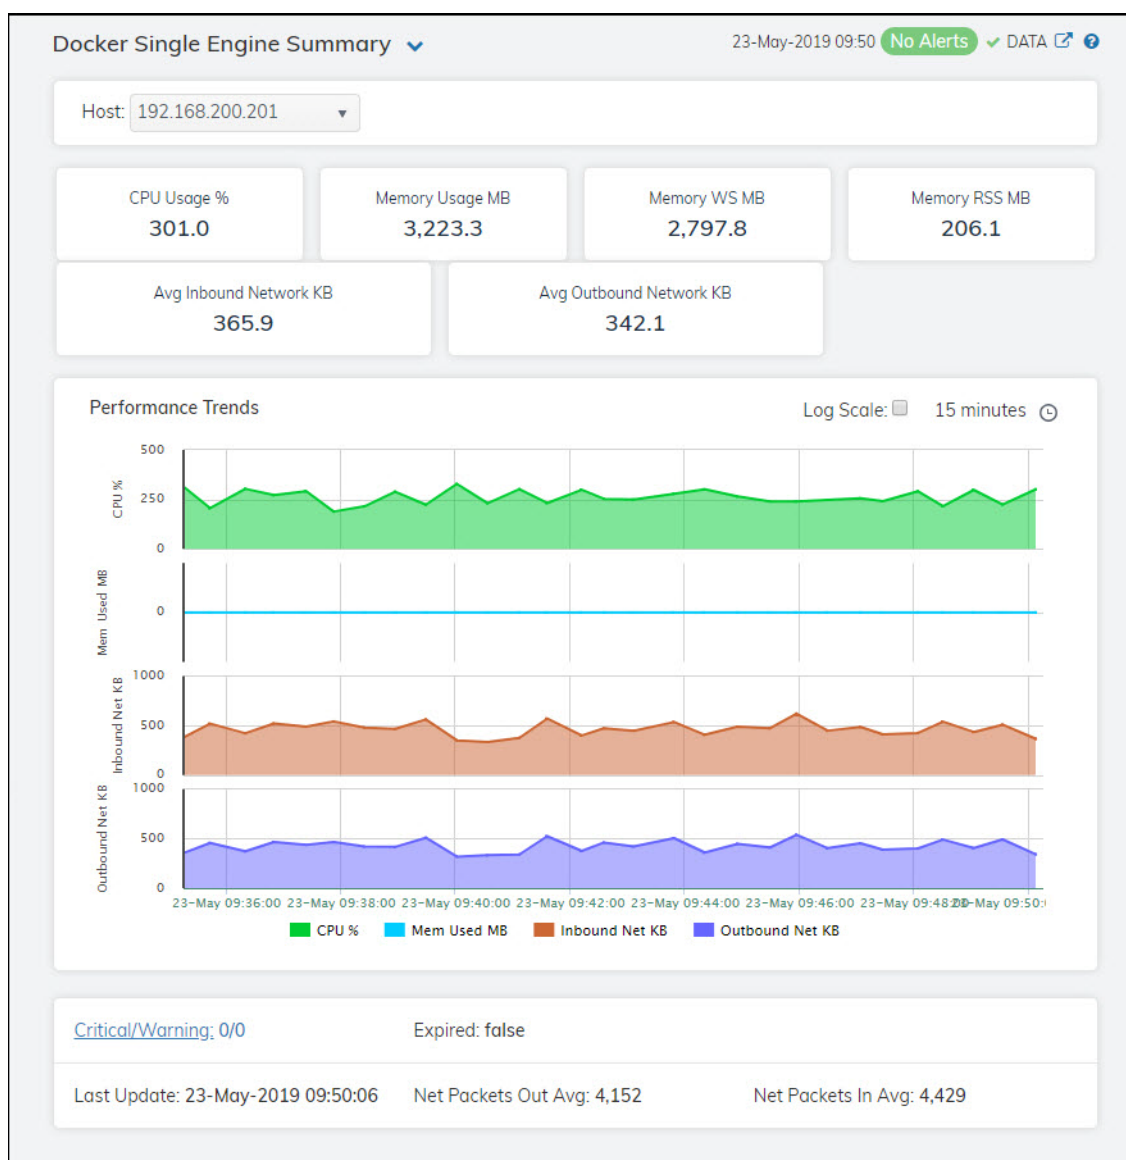 Docker Single Engine Summary
23-May-2019 09:50 No Alerts DATA
Host: 192.168.200.201
CPU Usage %
301.0
Memory Usage MB
3,223.3
Memory WS MB
2,797.8
Memory RSS MB
206.1
Avg Inbound Network KB
365.9
Avg Outbound Network KB
342.1
Performance Trends
Log Scale: 15 minutes
CPU %
500
250
0
Mem Used MB
0
Inbound Net KB
1000
500
0
Outbound Net KB
1000
500
0
23-May 09:36:00 23-May 09:38:00 23-May 09:40:00 23-May 09:42:00 23-May 09:44:00 23-May 09:46:00 23-May 09:48:00 23-May 09:50:
CPU % Mem Used MB Inbound Net KB Outbound Net KB
Critical/Warning: 0/0 Expired: false
Last Update: 23-May-2019 09:50:06 Net Packets Out Avg: 4,152 Net Packets In Avg: 4,429